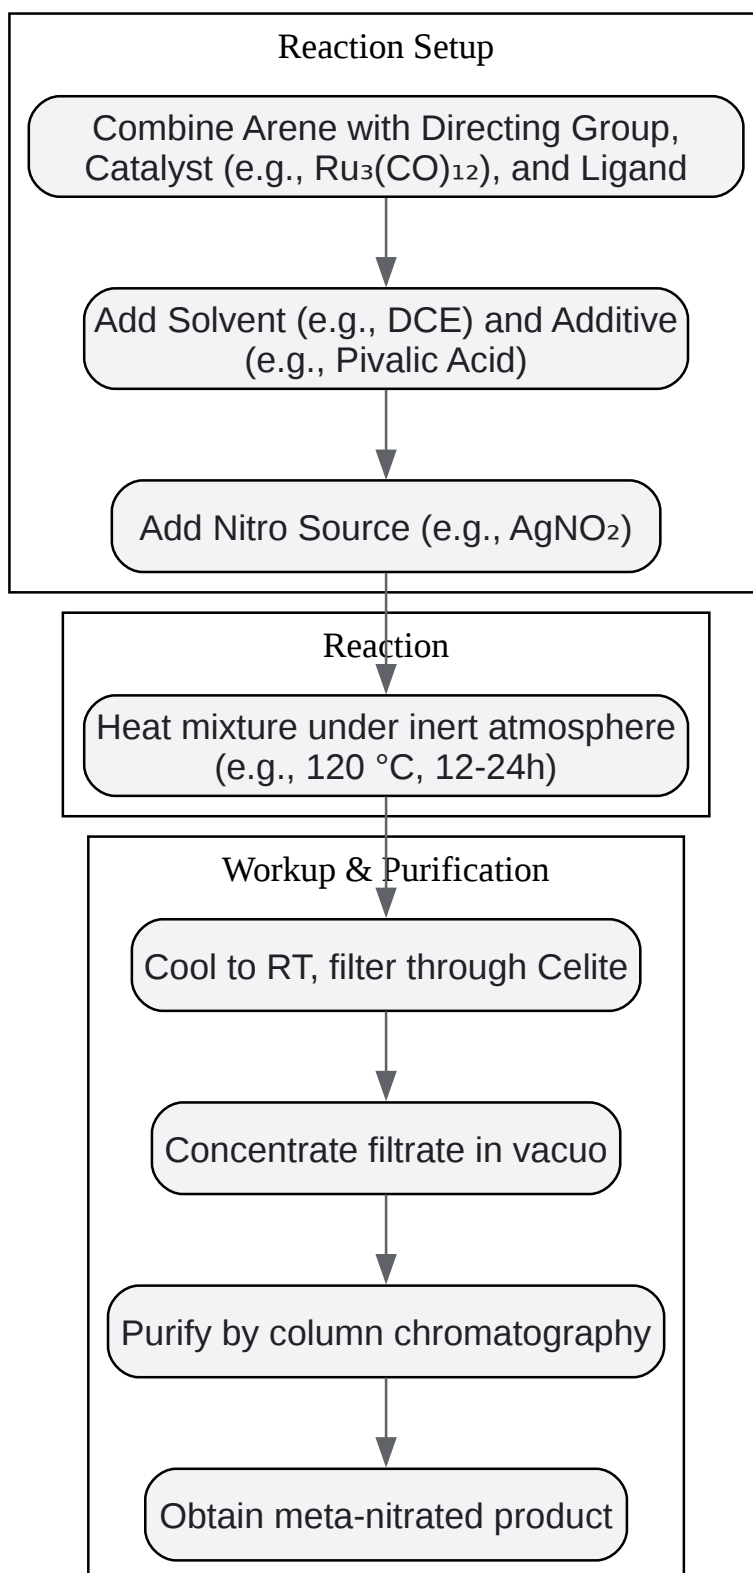 Reaction Setup
Combine Arene with Directing Group,
Catalyst (e.g., Ru₃(CO)₁₂), and Ligand
Add Solvent (e.g., DCE) and Additive
(e.g., Pivalic Acid)
Add Nitro Source (e.g., AgNO₂)
Reaction
Heat mixture under inert atmosphere
(e.g., 120 °C, 12-24h)
Workup & Purification
Cool to RT, filter through Celite
Concentrate filtrate in vacuo
Purify by column chromatography
Obtain meta-nitrated product